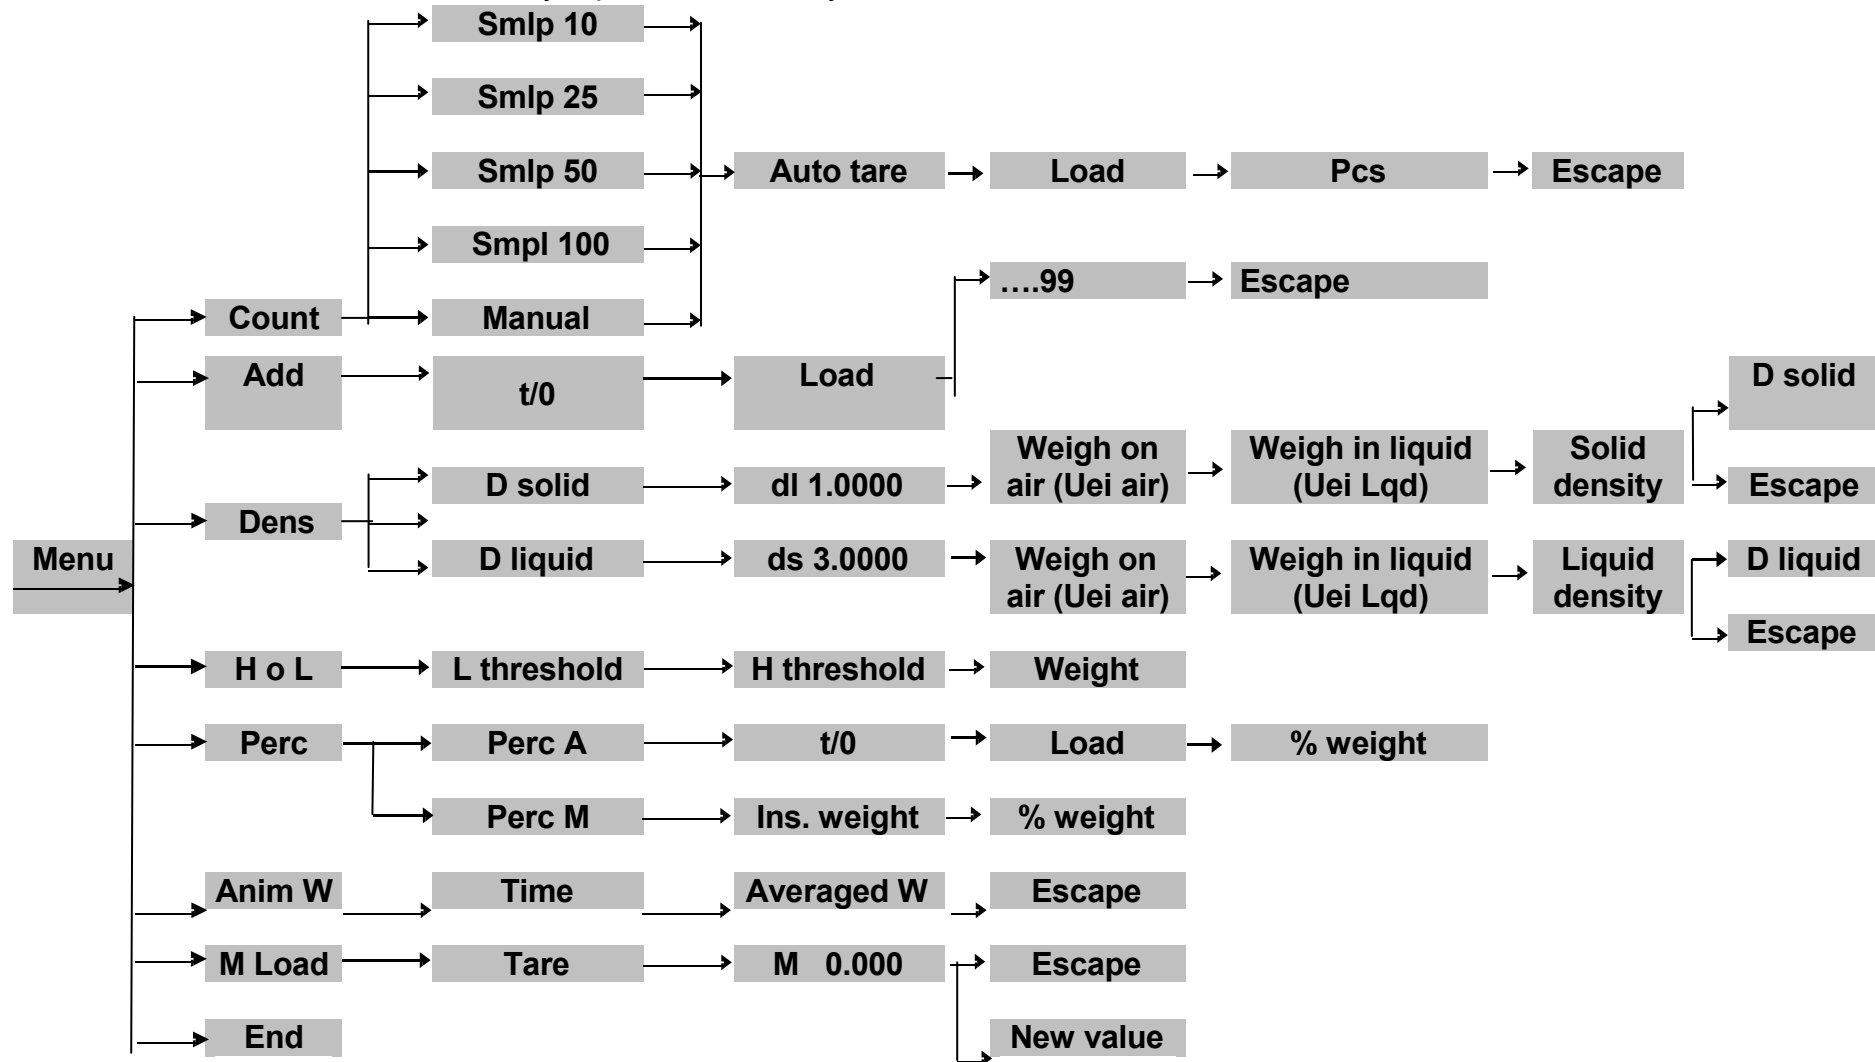 Smlp 10
Smlp 25
Smlp 50 Auto tare Load Pcs Escape
Smpl 100
….99 Escape
Count Manual
Add t/0 Load D solid
Dens D solid dl 1.0000 Weigh on air (Uei air) Weigh in liquid (Uei Lqd) Solid density Escape
Menu D liquid ds 3.0000 Weigh on air (Uei air) Weigh in liquid (Uei Lqd) Liquid density D liquid
Escape
H o L L threshold H threshold Weight
Perc Perc A t/0 Load % weight
Perc M Ins. weight % weight
Anim W Time Averaged W Escape
M Load Tare M 0.000 Escape
End New value